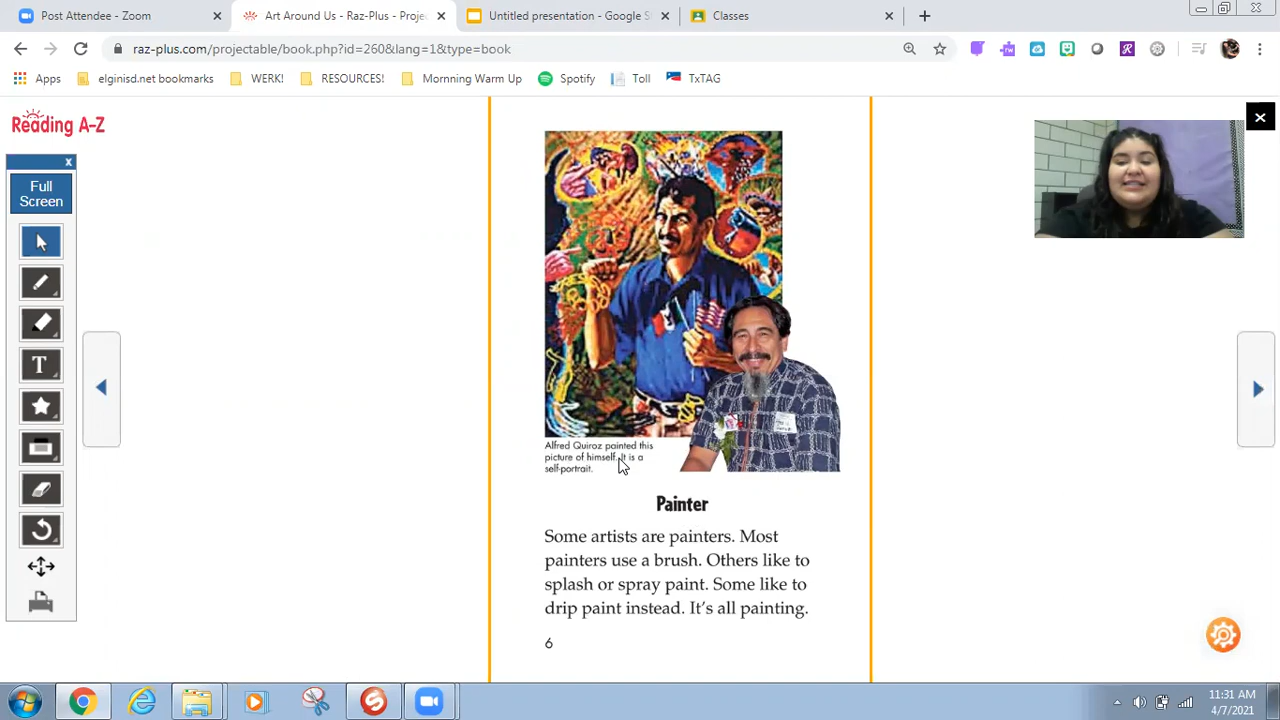 Post Attendee - Zoom
Art Around Us - Raz-Plus - Proje
Untitled presentation - Google S
Classes
raz-plus.com/projectable/book.php?id=260&lang=1&type=book
Apps
elginisd.net bookmarks
WERK!
RESOURCES!
Mornning Warm Up
Spotify
Toll
TxTAG
Reading A-Z
x
Full
Screen
T
Alfred Quiroz painted this
picture of himself. It is a
self-portrait.
Painter
Some artists are painters. Most
painters use a brush. Others like to
splash or spray paint. Some like to
drip paint instead. It's all painting.
6
11:31 AM
4/7/2021